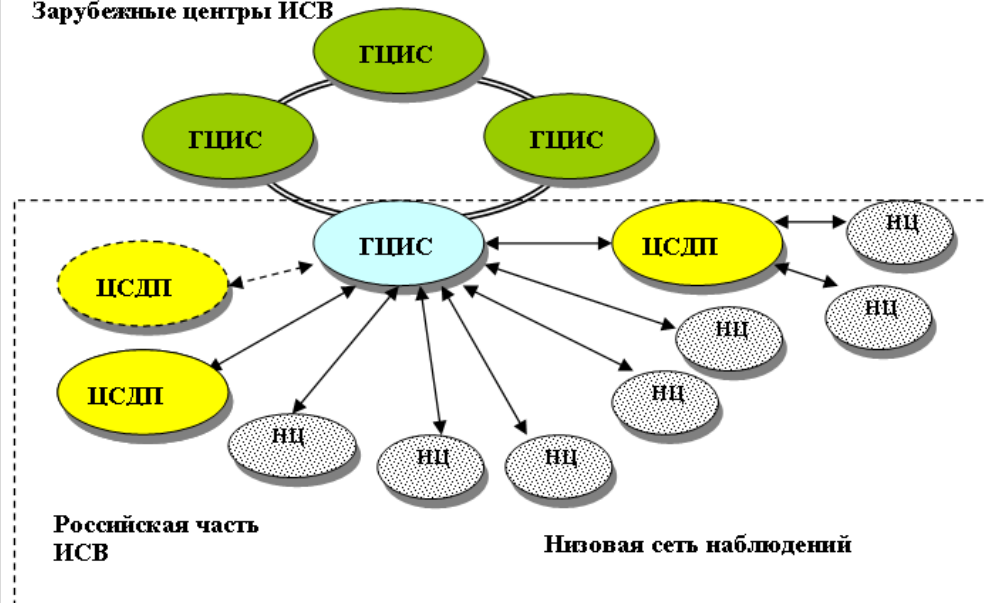 Зарубежные центры ИСВ
ГЦИС
ГЦИС
ГЦИС
ГЦИС
ЦСДП
НЦ
ЦСДП
НЦ
НЦ
ЦСДП
НЦ
НЦ
НЦ
НЦ
Российская часть
ИСВ
Низовая сеть наблюдений